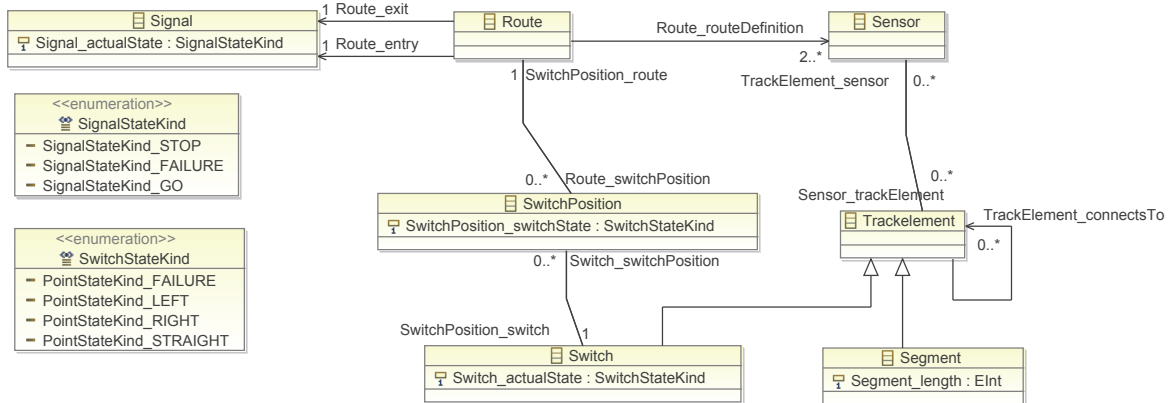 Signal
Signal_actualState : SignalStateKind
1 Route_exit
1 Route_entry
Route
Route_routeDefinition
2..*
Sensor
1 SwitchPosition_route
TrackElement_sensor
0..*
<<enumeration>>
SignalStateKind
SignalStateKind_STOP
SignalStateKind_FAILURE
SignalStateKind_GO
0..* Route_switchPosition
SwitchPosition
SwitchPosition_switchState : SwitchStateKind
0..*
Sensor_trackElement
Trackelement
TrackElement_connectsTo
0..*
<<enumeration>>
SwitchStateKind
PointStateKind_FAILURE
PointStateKind_LEFT
PointStateKind_RIGHT
PointStateKind_STRAIGHT
0..* Switch_switchPosition
SwitchPosition_switch 1
Switch
Switch_actualState : SwitchStateKind
Segment
Segment_length : EInt